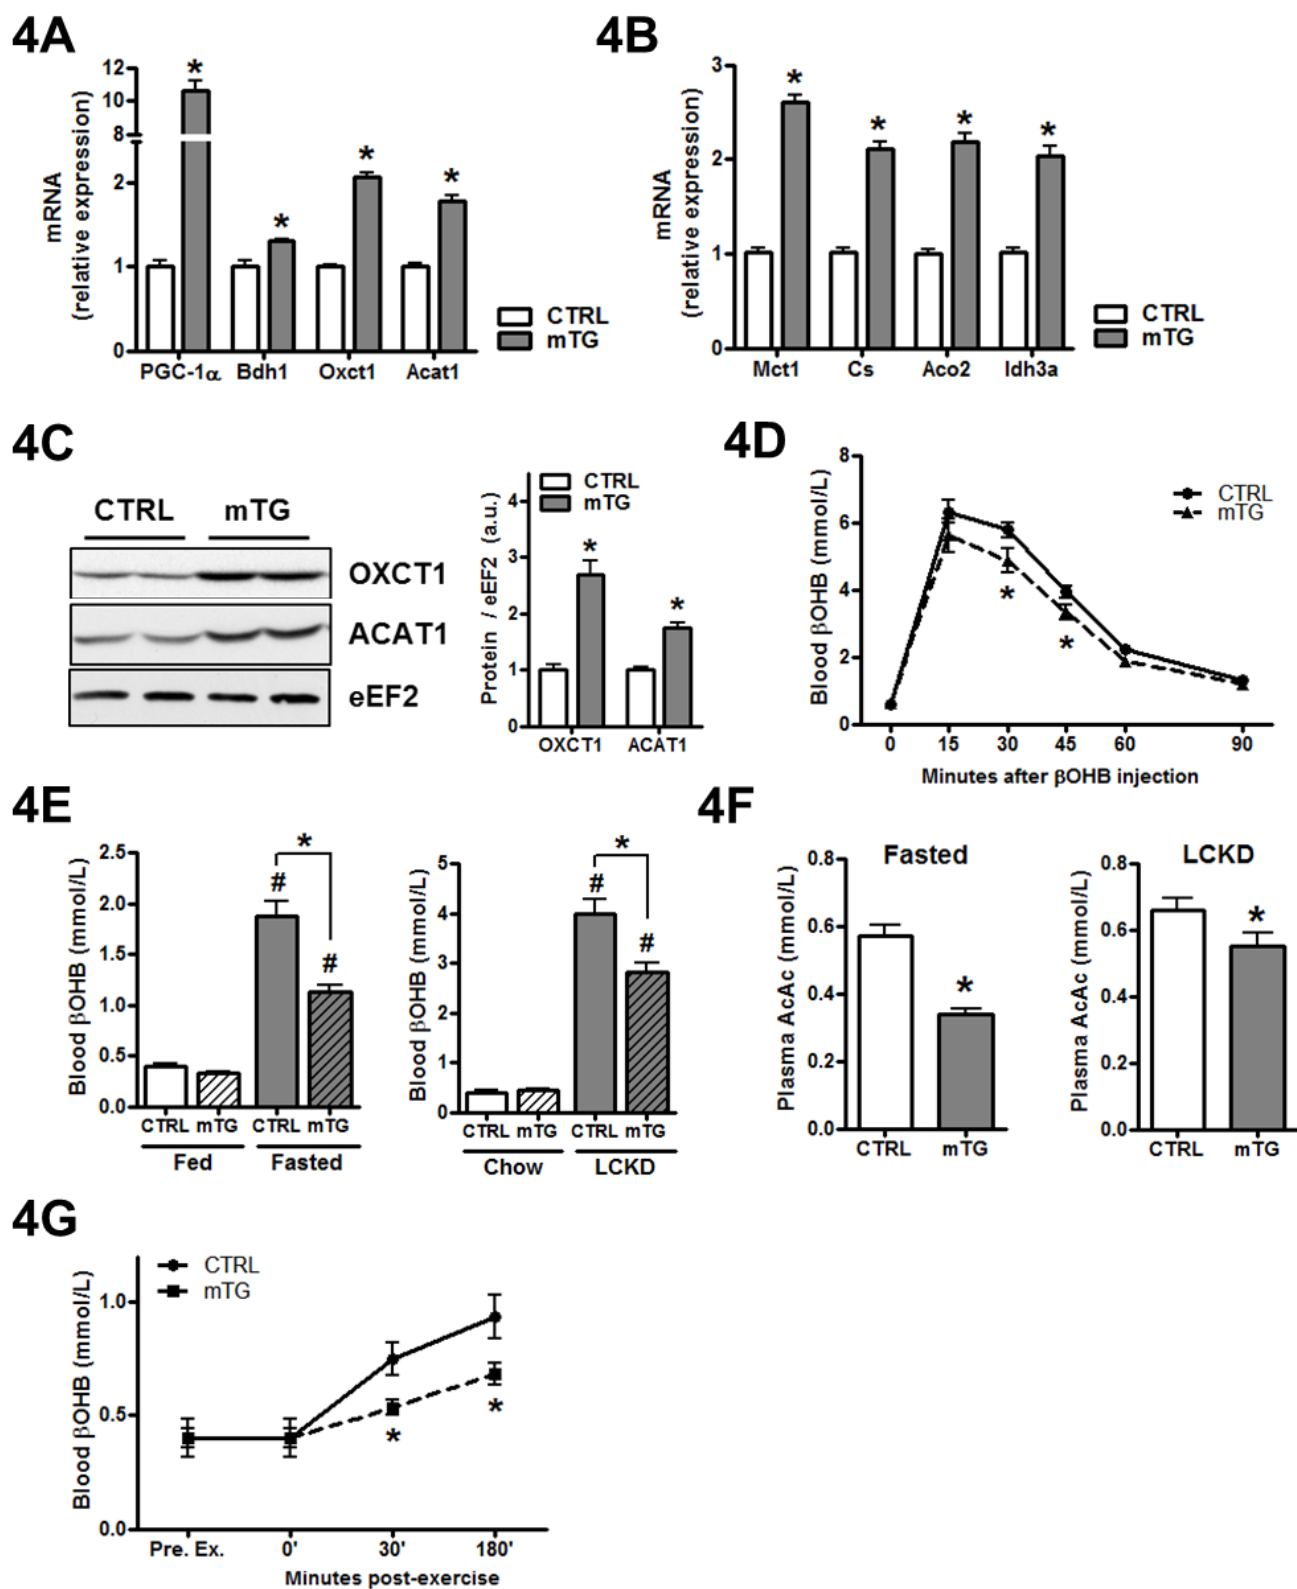 4A
mRNA
(relative expression)
12
10
8
2
1
0
*
*
*
*
PGC-1α Bdh1 Oxct1 Acat1
CTRL
mTG
4B
mRNA
(relative expression)
3
2
1
0
*
*
*
*
Mct1 Cs Aco2 Idh3a
CTRL
mTG
4C
CTRL mTG
OXCT1
ACAT1
eEF2
Protein / eEF2 (a.u.)
4
3
2
1
0
CTRL
mTG
*
*
OXCT1 ACAT1
4D
Blood βOHB (mmol/L)
8
6
4
2
0
CTRL
mTG
*
*
0 15 30 45 60 90
Minutes after βOHB injection
4E
Blood βOHB (mmol/L)
2.5
2.0
1.5
1.0
0.5
0.0
*
#
#
CTRL mTG CTRL mTG
Fed Fasted
Blood βOHB (mmol/L)
5
4
3
2
1
0
*
#
#
CTRL mTG CTRL mTG
Chow LCKD
4F
Fasted
Plasma AcAc (mmol/L)
0.8
0.6
0.4
0.2
0.0
*
CTRL mTG
LCKD
Plasma AcAc (mmol/L)
0.8
0.6
0.4
0.2
0.0
*
CTRL mTG
4G
Blood βOHB (mmol/L)
1.0
0.5
0.0
CTRL
mTG
*
*
Pre. Ex. 0' 30' 180'
Minutes post-exercise